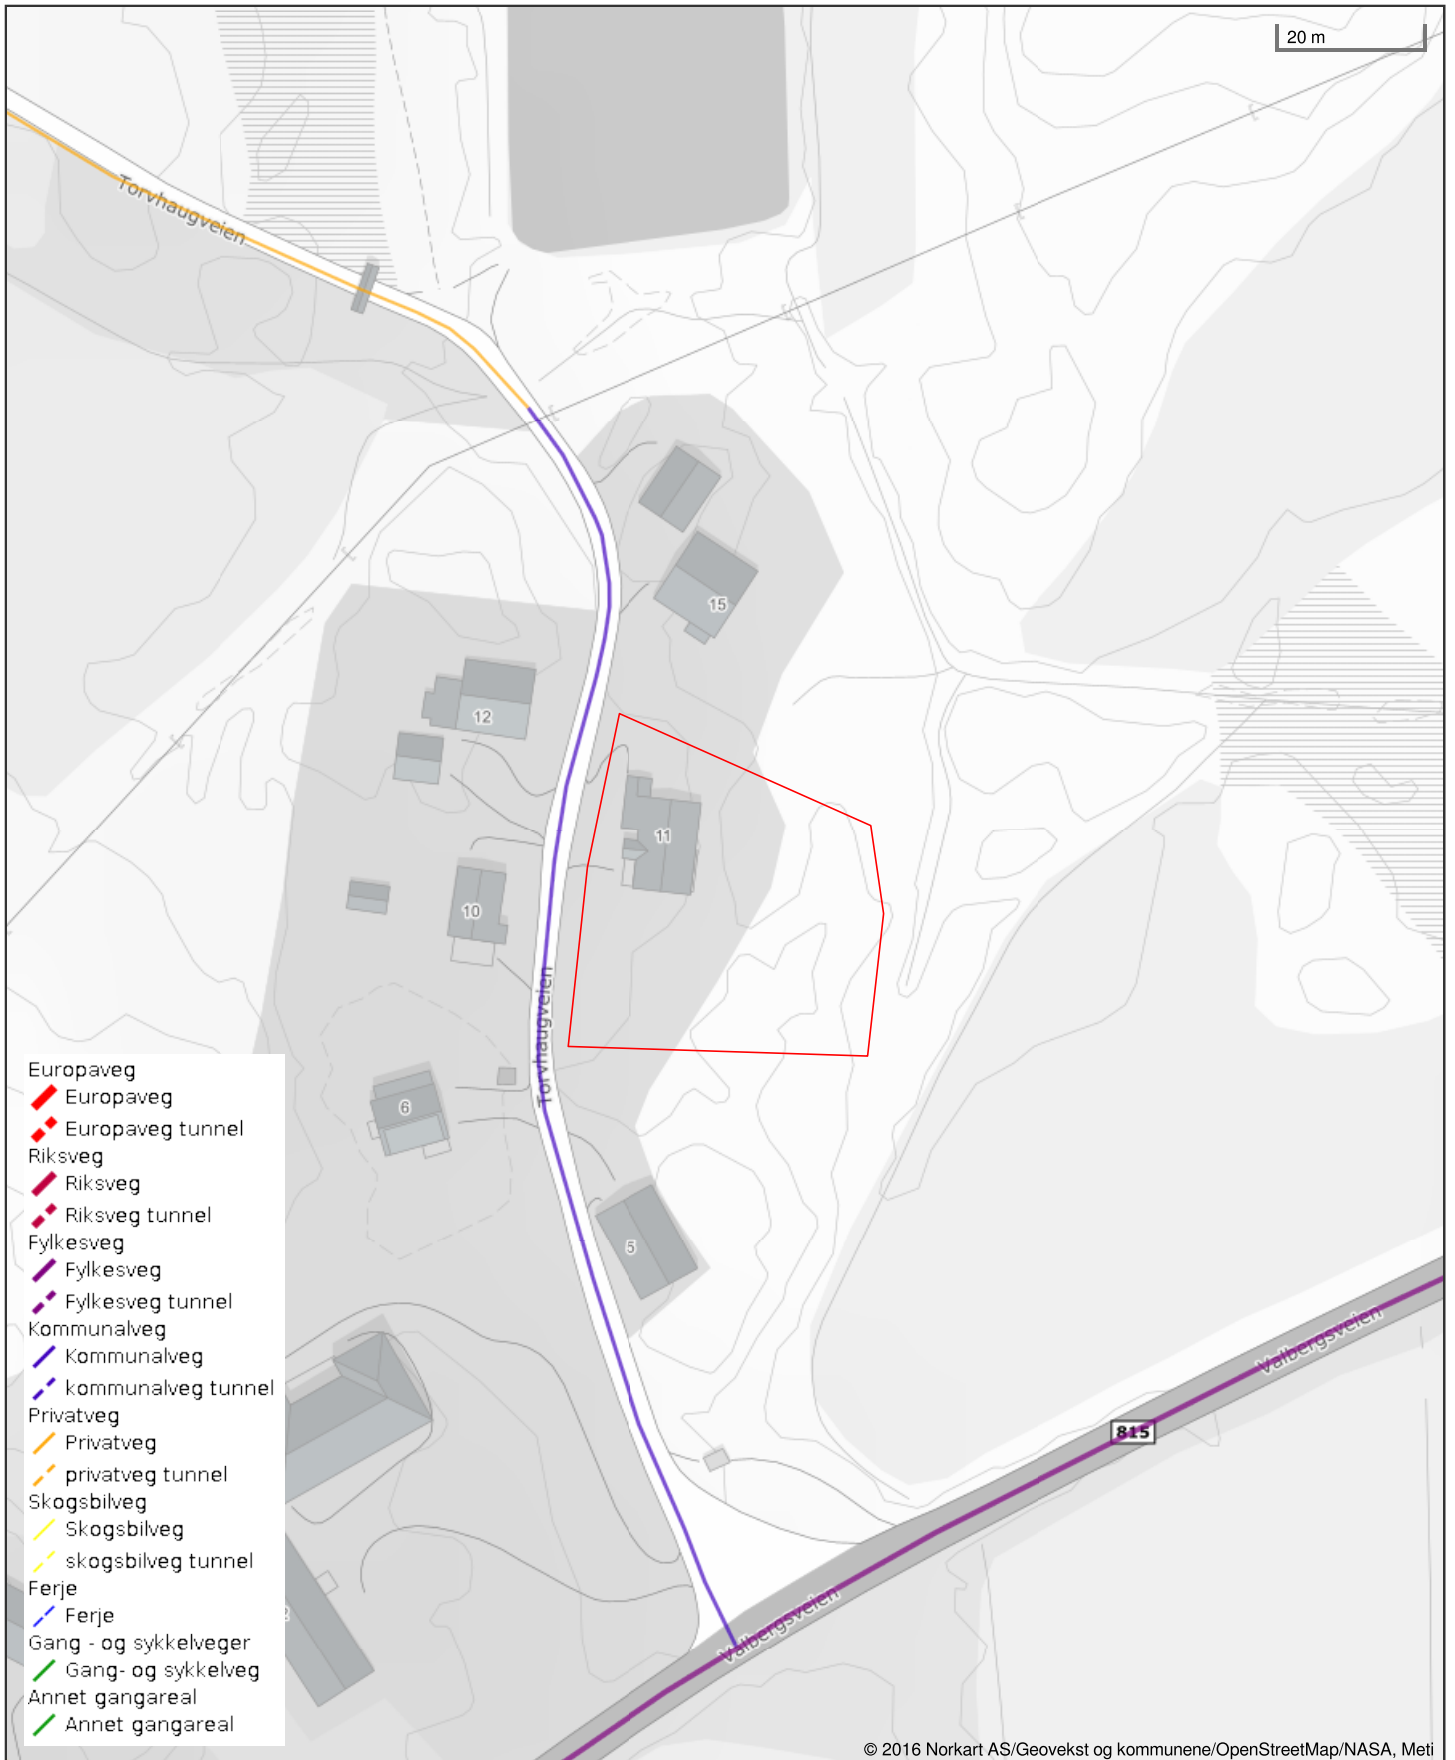 20 m
Torvhaugveien
15
12
11
10
Torvhaugveien
6
5
Valbergsveien
815
Valbergsveien
Europaveg
Europaveg
Europaveg tunnel
Riksveg
Riksveg
Riksveg tunnel
Fylkesveg
Fylkesveg
Fylkesveg tunnel
Kommunalveg
Kommunalveg
kommunalveg tunnel
Privatveg
Privatveg
privatveg tunnel
Skogsbilveg
Skogsbilveg
skogsbilveg tunnel
Ferje
Ferje
Gang - og sykkelveger
Gang- og sykkelveg
Annet gangareal
Annet gangareal
© 2016 Norkart AS/Geovekst og kommunene/OpenStreetMap/NASA, Meti